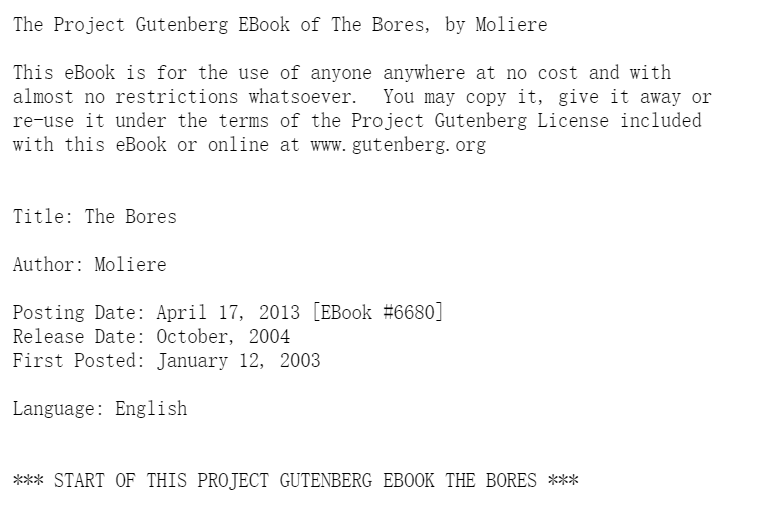 The Project Gutenberg EBook of The Bores, by Moliere
This eBook is for the use of anyone anywhere at no cost and with
almost no restrictions whatsoever.  You may copy it, give it away or
re-use it under the terms of the Project Gutenberg License included
with this eBook or online at www.gutenberg.org
Title: The Bores
Author: Moliere
Posting Date: April 17, 2013 [EBook #6680]
Release Date: October, 2004
First Posted: January 12, 2003
Language: English
*** START OF THIS PROJECT GUTENBERG EBOOK THE BORES ***